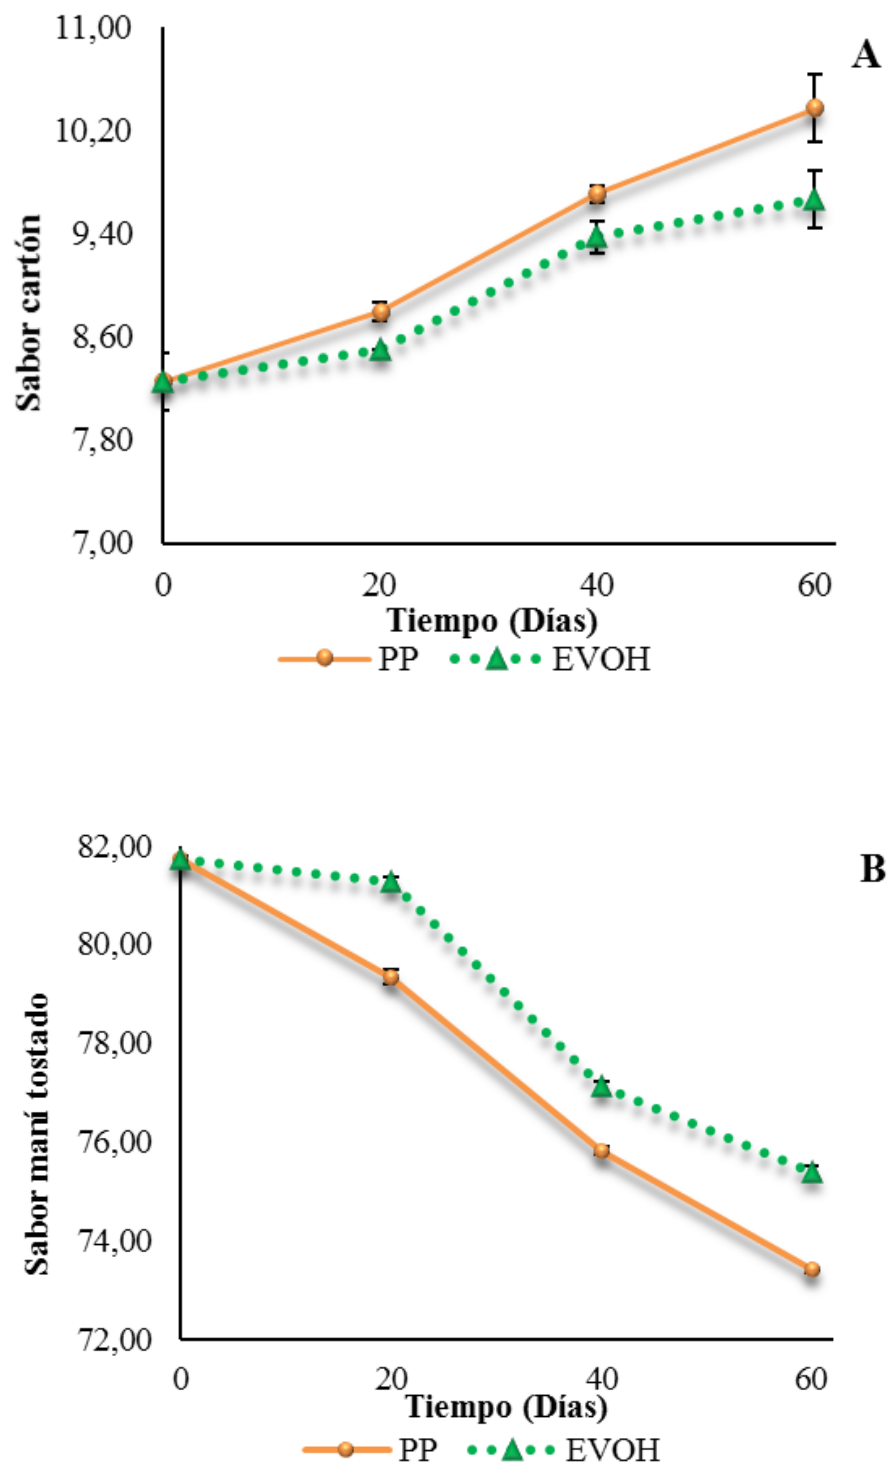 A
Sabor cartón
11,00
10,20
9,40
8,60
7,80
7,00
0 20 40 60
Tiempo (Días)
PP EVOH
B
Sabor maní tostado
82,00
80,00
78,00
76,00
74,00
72,00
0 20 40 60
Tiempo (Días)
PP EVOH